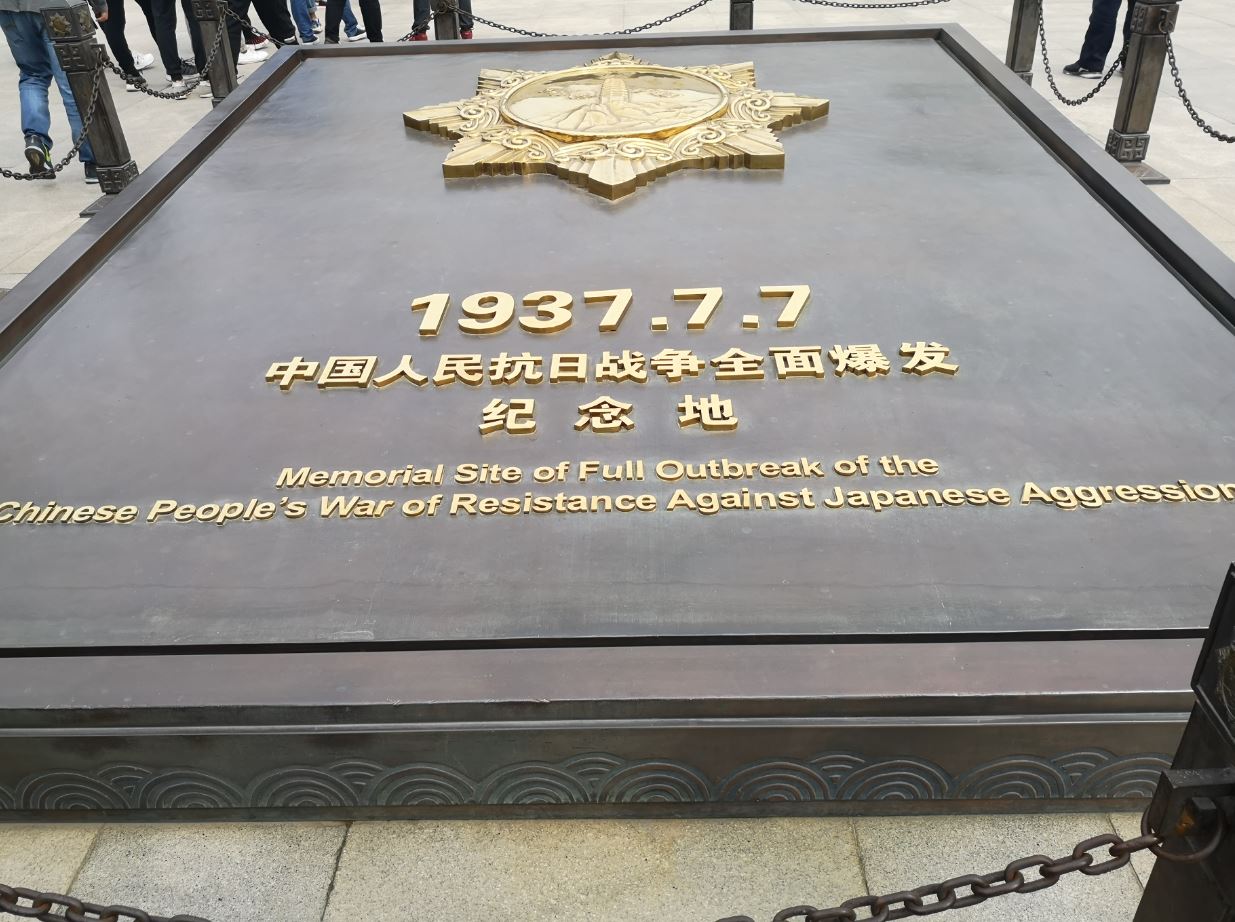 1937.7.7
中国人民抗日战争全面爆发
纪念地
Memorial Site of Full Outbreak of the
Chinese People's War of Resistance Against Japanese Aggression